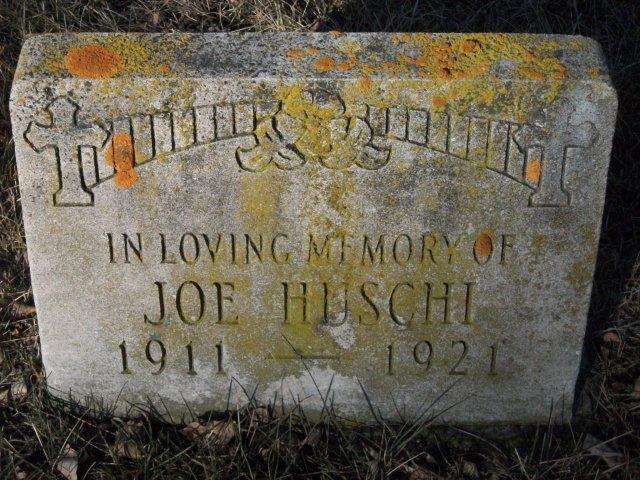 IN LOVING MEMORY OF
JOE HUSCHI
1911 — 1921